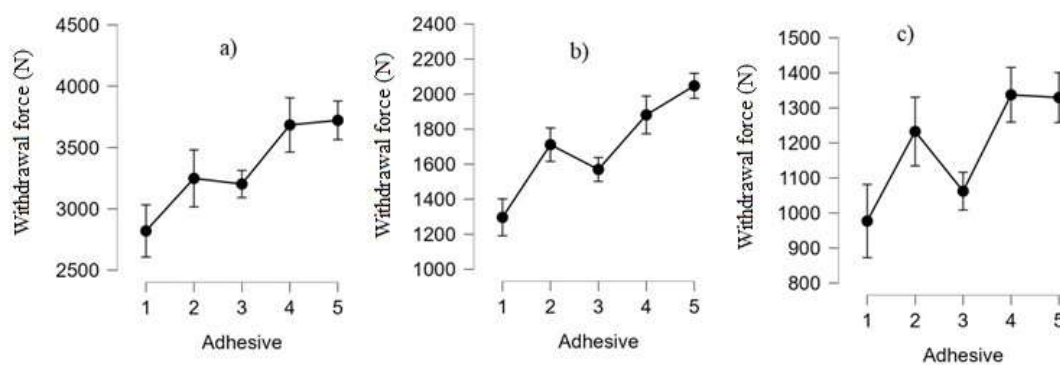 a)
Withdrawal force (N)
4500
4000
3500
3000
2500
1 2 3 4 5
Adhesive
b)
Withdrawal force (N)
2400
2200
2000
1800
1600
1400
1200
1000
1 2 3 4 5
Adhesive
c)
Withdrawal force (N)
1500
1400
1300
1200
1100
1000
900
800
1 2 3 4 5
Adhesive